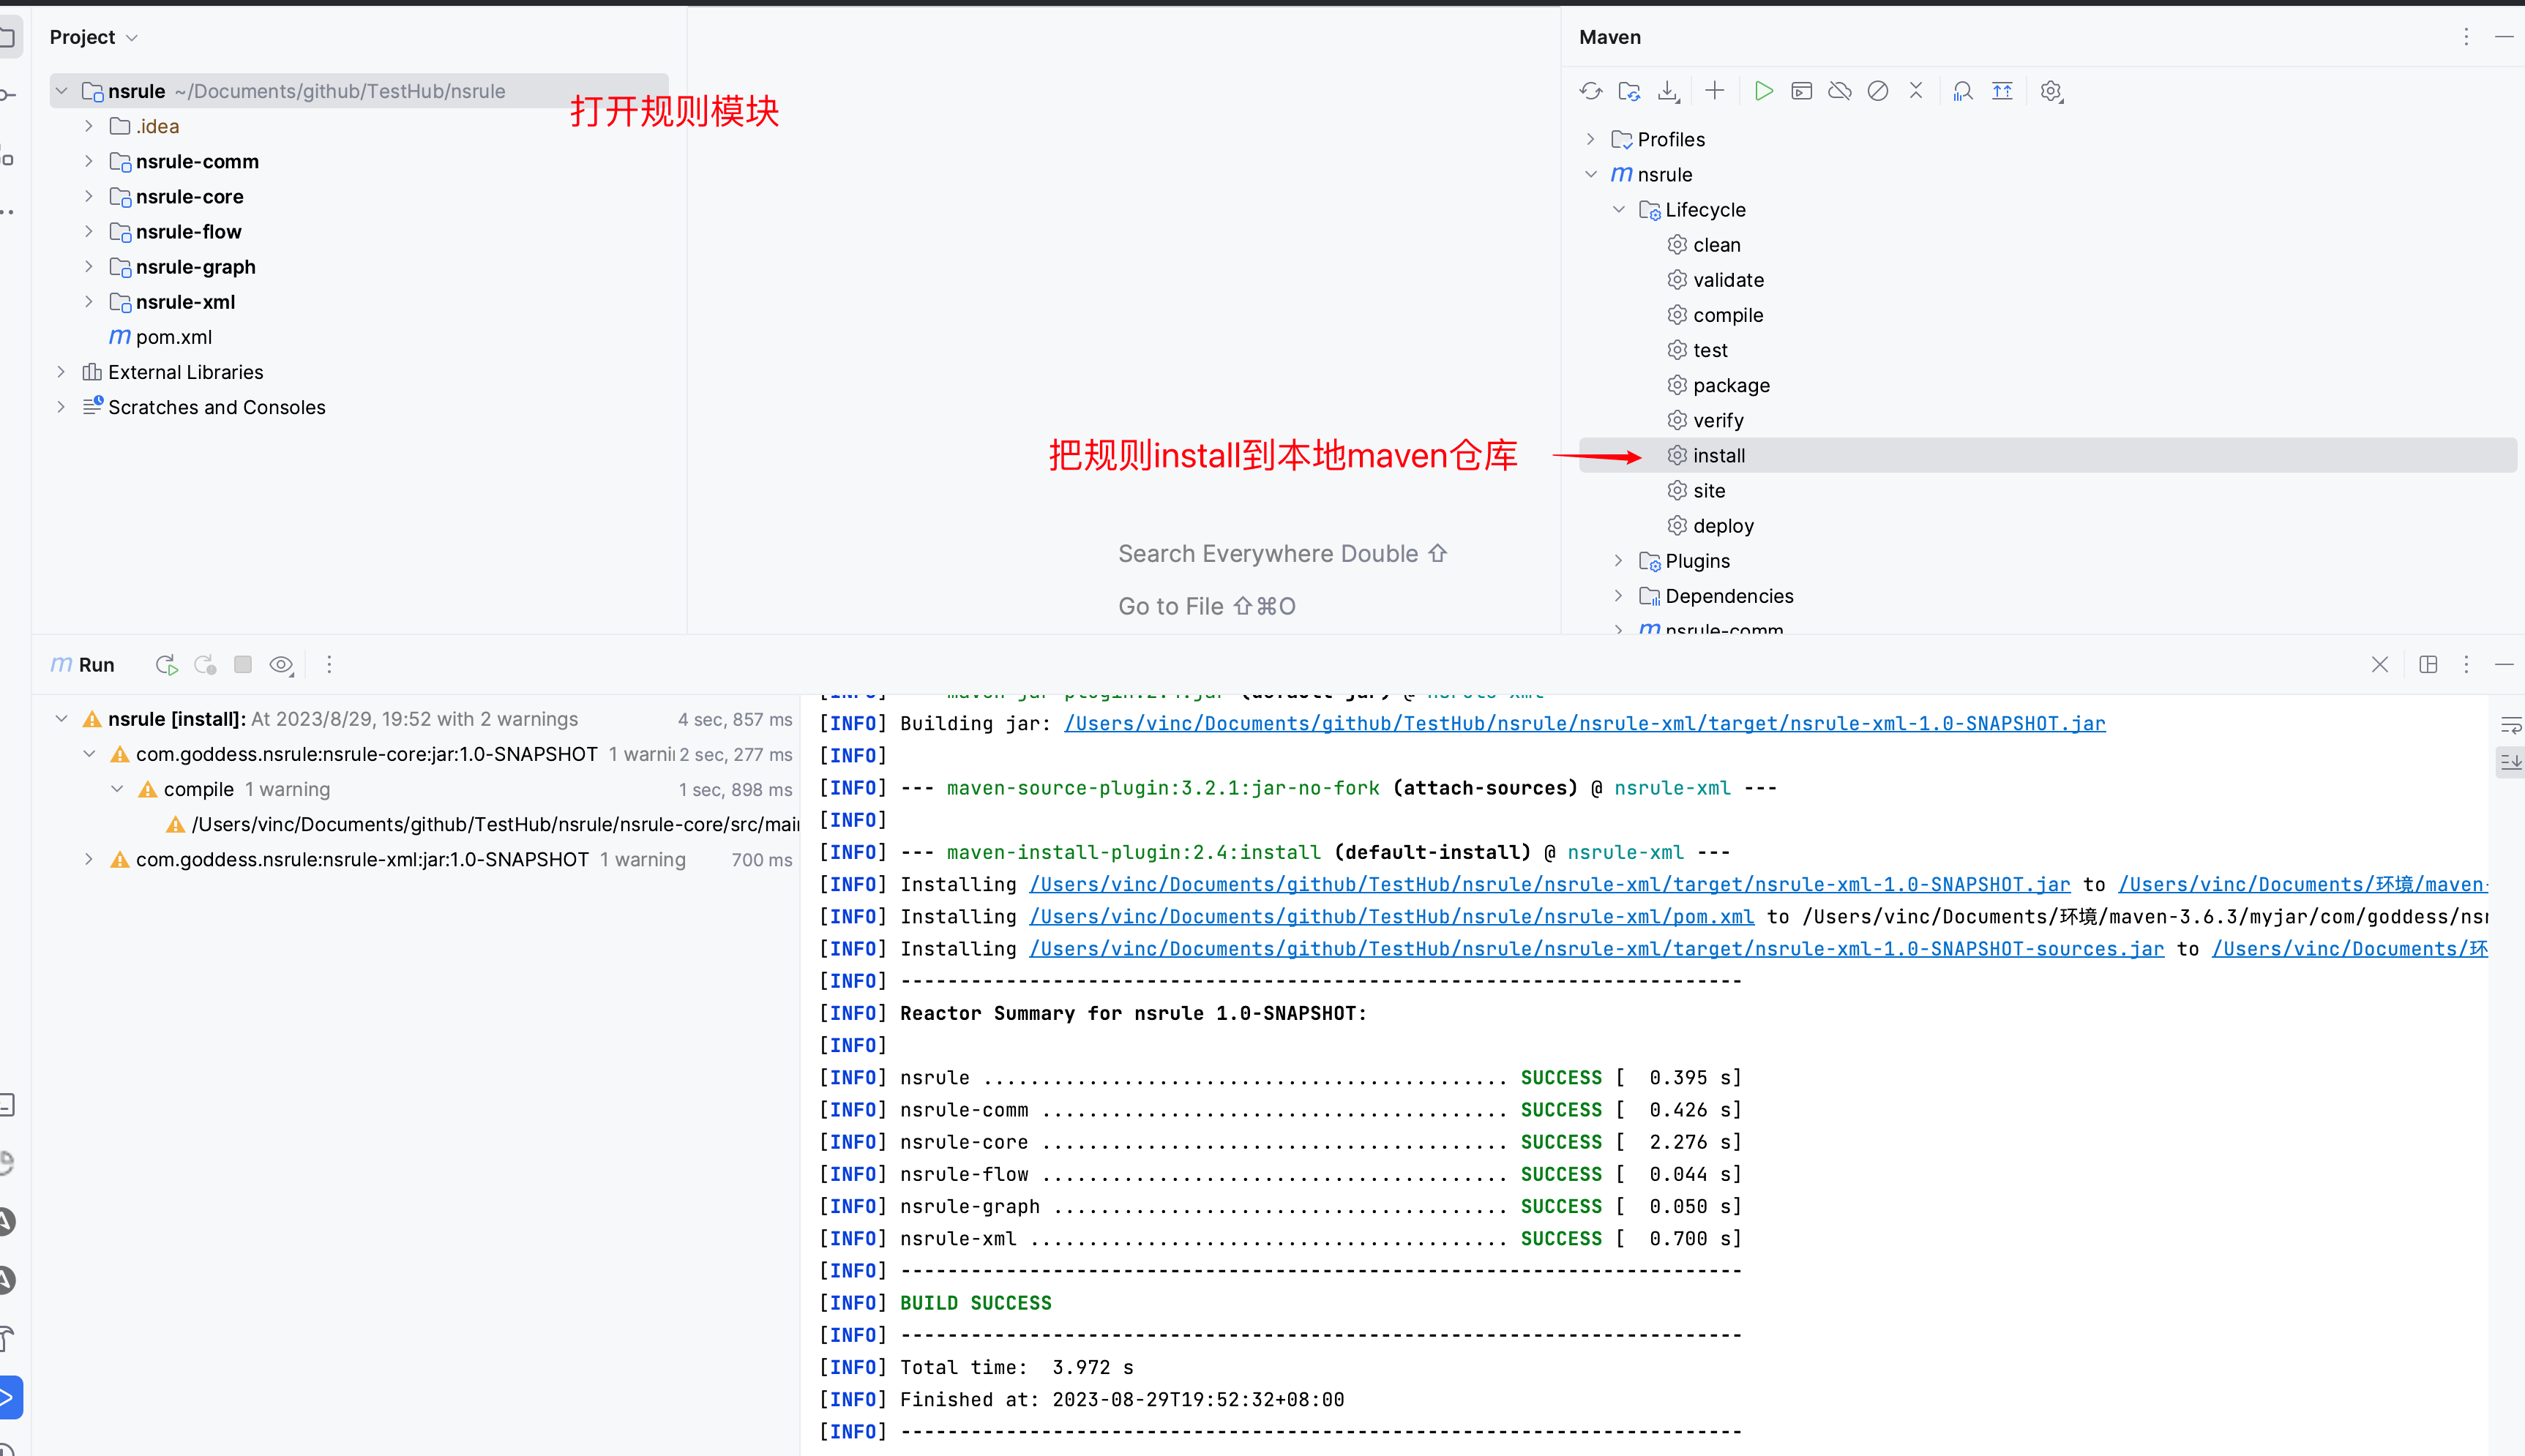 Project
nsrule ~/Documents/github/TestHub/nsrule
打开规则模块
.idea
nsrule-comm
nsrule-core
nsrule-flow
nsrule-graph
nsrule-xml
m pom.xml
External Libraries
Scratches and Consoles
把规则install到本地maven仓库
Search Everywhere Double ⇧
Go to File ⇧⌘O
Maven
Profiles
m nsrule
Lifecycle
clean
validate
compile
test
package
verify
install
site
deploy
Plugins
Dependencies
m nsrule-comm
m Run
nsrule [install]: At 2023/8/29, 19:52 with 2 warnings 4 sec, 857 ms
com.goddess.nsrule:nsrule-core:jar:1.0-SNAPSHOT 1 warnii 2 sec, 277 ms
compile 1 warning 1 sec, 898 ms
/Users/vinc/Documents/github/TestHub/nsrule/nsrule-core/src/mai
com.goddess.nsrule:nsrule-xml:jar:1.0-SNAPSHOT 1 warning 700 ms
[INFO] --- maven-jar-plugin:2.4:jar (default-jar) @ nsrule-xml
[INFO] Building jar: /Users/vinc/Documents/github/TestHub/nsrule/nsrule-xml/target/nsrule-xml-1.0-SNAPSHOT.jar
[INFO]
[INFO] --- maven-source-plugin:3.2.1:jar-no-fork (attach-sources) @ nsrule-xml ---
[INFO]
[INFO] --- maven-install-plugin:2.4:install (default-install) @ nsrule-xml ---
[INFO] Installing /Users/vinc/Documents/github/TestHub/nsrule/nsrule-xml/target/nsrule-xml-1.0-SNAPSHOT.jar to /Users/vinc/Documents/环境/maven-
[INFO] Installing /Users/vinc/Documents/github/TestHub/nsrule/nsrule-xml/pom.xml to /Users/vinc/Documents/环境/maven-3.6.3/myjar/com/goddess/nsr
[INFO] Installing /Users/vinc/Documents/github/TestHub/nsrule/nsrule-xml/target/nsrule-xml-1.0-SNAPSHOT-sources.jar to /Users/vinc/Documents/环
[INFO] ------------------------------------------------------------------------
[INFO] Reactor Summary for nsrule 1.0-SNAPSHOT:
[INFO]
[INFO] nsrule ............................................. SUCCESS [  0.395 s]
[INFO] nsrule-comm ........................................ SUCCESS [  0.426 s]
[INFO] nsrule-core ........................................ SUCCESS [  2.276 s]
[INFO] nsrule-flow ........................................ SUCCESS [  0.044 s]
[INFO] nsrule-graph ....................................... SUCCESS [  0.050 s]
[INFO] nsrule-xml ......................................... SUCCESS [  0.700 s]
[INFO] ------------------------------------------------------------------------
[INFO] BUILD SUCCESS
[INFO] ------------------------------------------------------------------------
[INFO] Total time:  3.972 s
[INFO] Finished at: 2023-08-29T19:52:32+08:00
[INFO] ------------------------------------------------------------------------